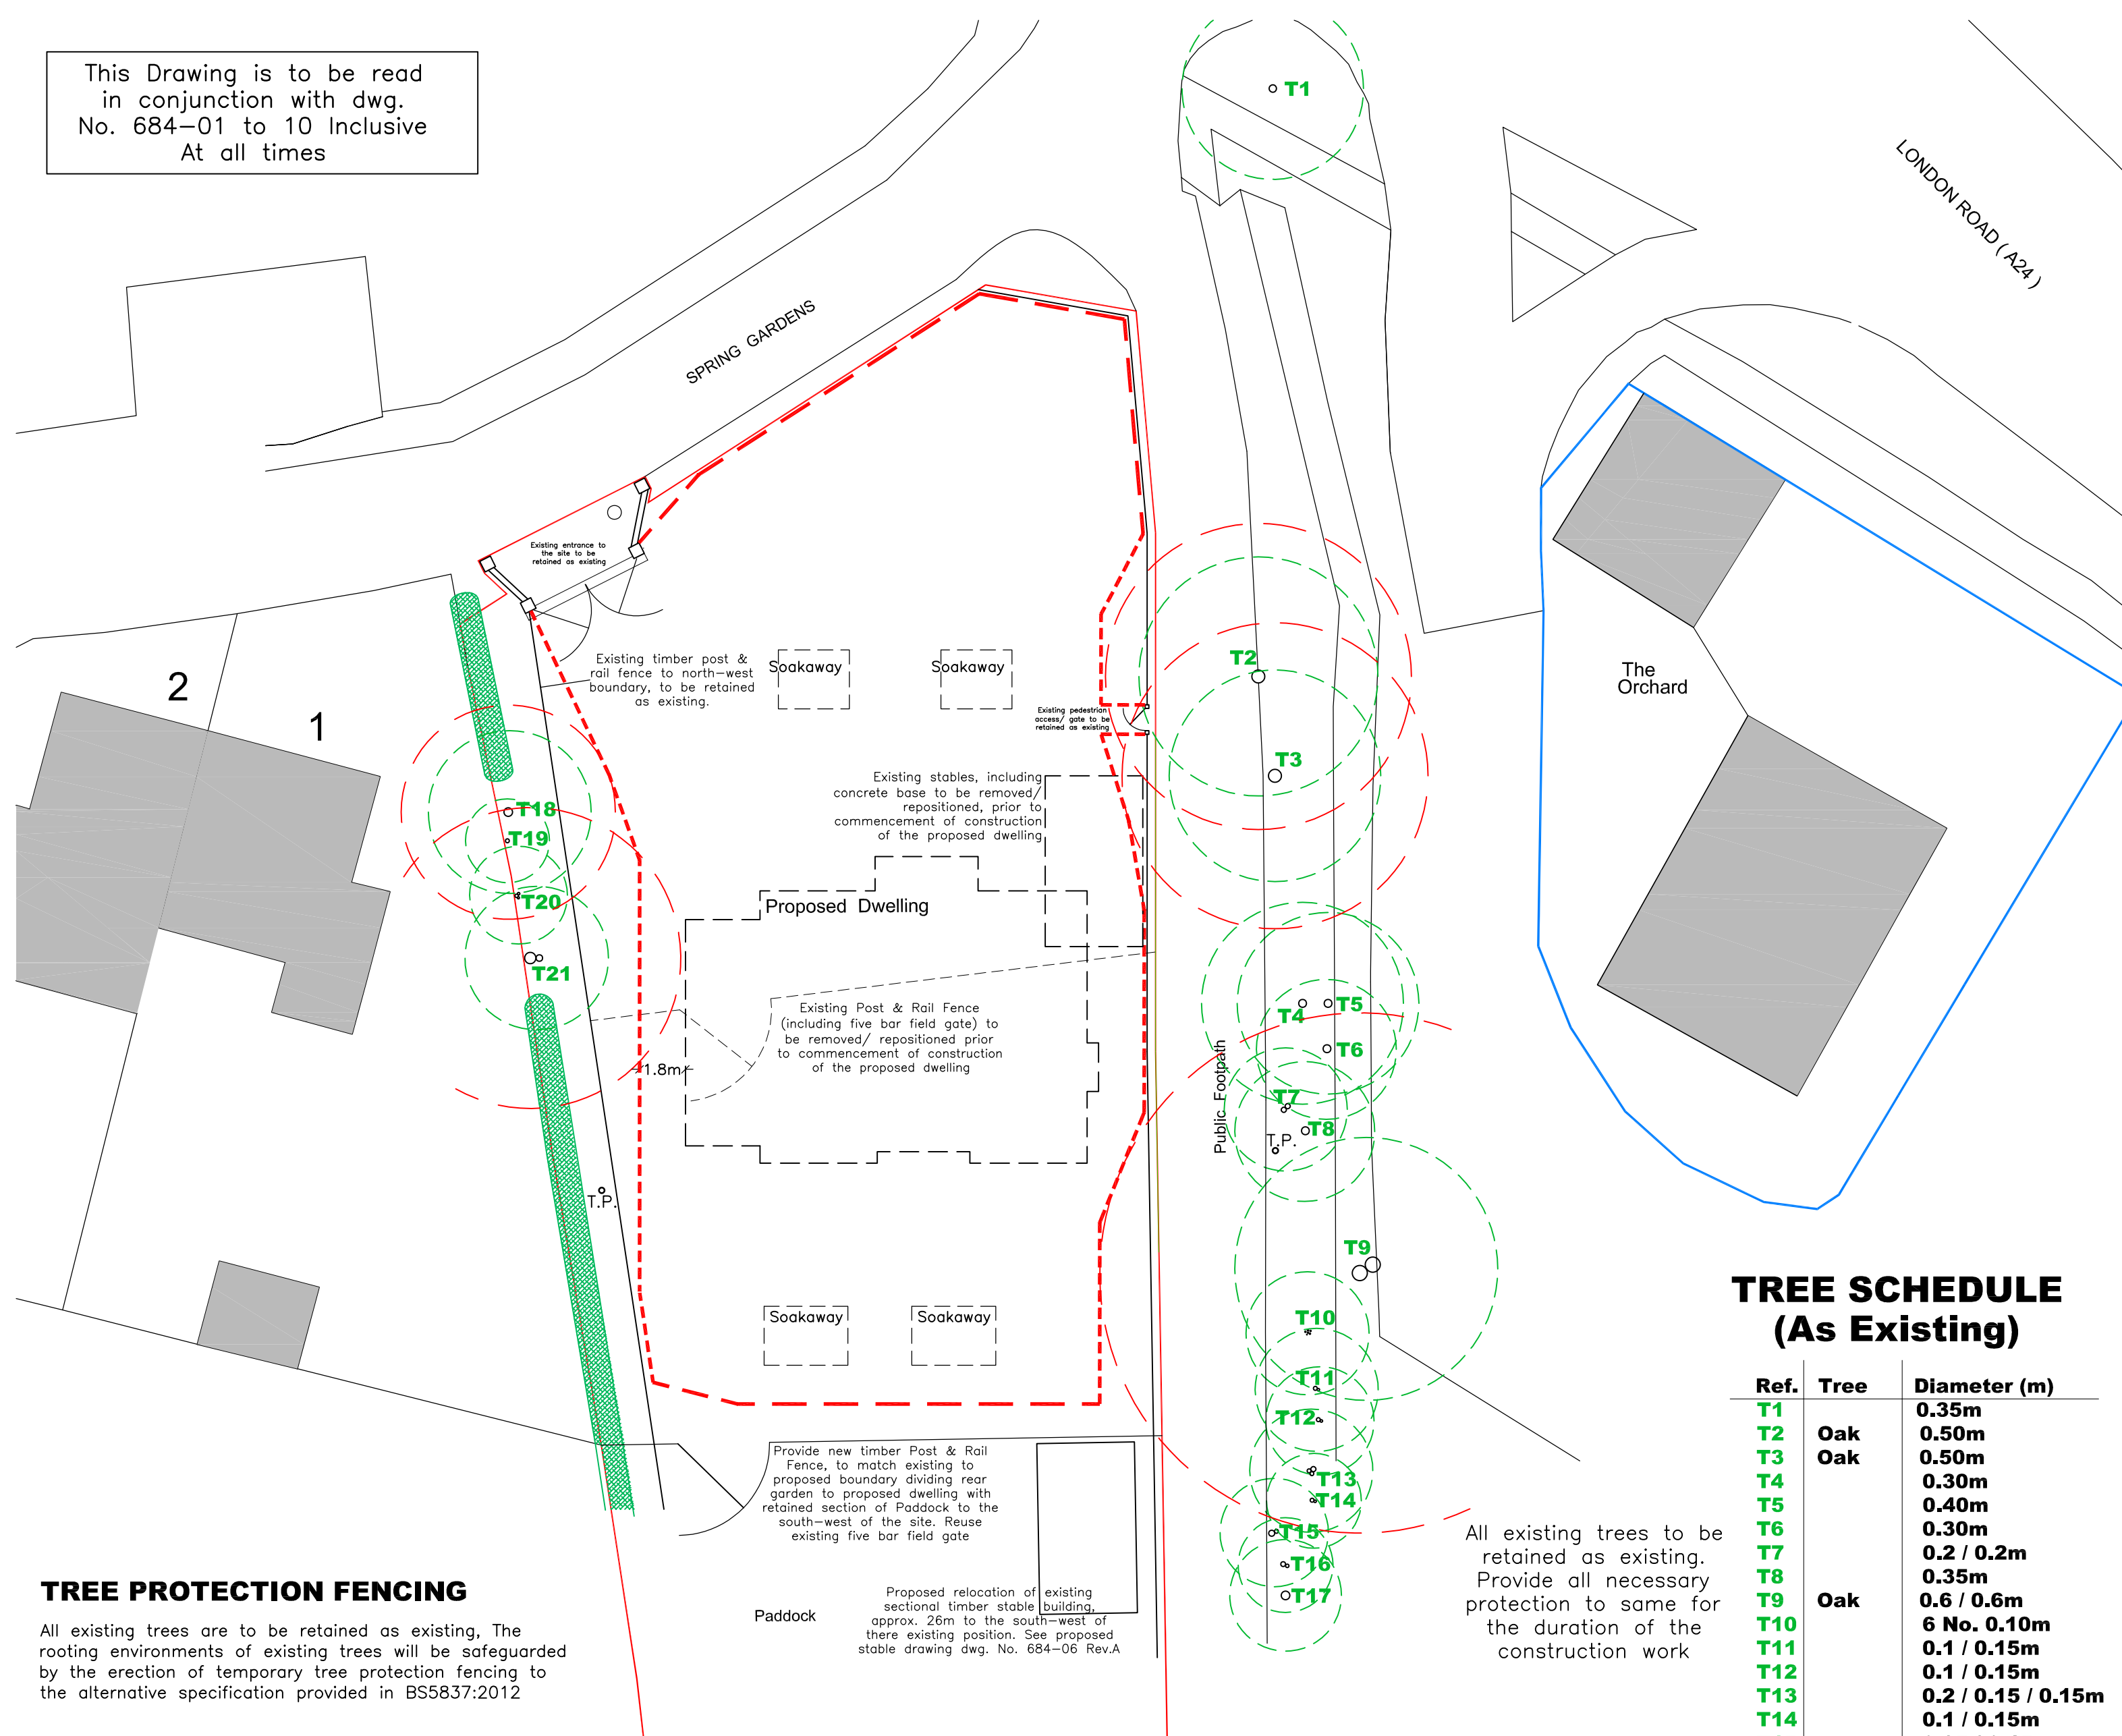 This Drawing is to be read
in conjunction with dwg.
No. 684-01 to 10 Inclusive
At all times
T1
LONDON ROAD ( A24 )
SPRING GARDENS
Existing entrance to
the site to be
retained as existing
Existing timber post &
rail fence to north-west
boundary, to be retained
as existing.
Soakaway
Soakaway
T2
The
Orchard
2
1
Existing pedestrian
access/ gate to be
retained as existing
T3
Existing stables, including
concrete base to be removed/
repositioned, prior to
commencement of construction
of the proposed dwelling
T18
T19
T20
T21
Proposed Dwelling
Existing Post & Rail Fence
(including five bar field gate) to
be removed/ repositioned prior
to commencement of construction
of the proposed dwelling
1.8m
T4
T5
T6
Public Footpath
T7
T8
T.P.
T.P.
T9
Soakaway
Soakaway
T10
T11
T12
T13
T14
T15
T16
T17
Provide new timber Post & Rail
Fence, to match existing to
proposed boundary dividing rear
garden to proposed dwelling with
retained section of Paddock to the
south-west of the site. Reuse
existing five bar field gate
Paddock
Proposed relocation of existing
sectional timber stable building,
approx. 26m to the south-west of
there existing position. See proposed
stable drawing dwg. No. 684-06 Rev.A
All existing trees to be
retained as existing.
Provide all necessary
protection to same for
the duration of the
construction work
TREE PROTECTION FENCING
All existing trees are to be retained as existing, The
rooting environments of existing trees will be safeguarded
by the erection of temporary tree protection fencing to
the alternative specification provided in BS5837:2012
TREE SCHEDULE
(As Existing)
Ref. Tree Diameter (m)
T1 0.35m
T2 Oak 0.50m
T3 Oak 0.50m
T4 0.30m
T5 0.40m
T6 0.30m
T7 0.2 / 0.2m
T8 0.35m
T9 Oak 0.6 / 0.6m
T10 6 No. 0.10m
T11 0.1 / 0.15m
T12 0.1 / 0.15m
T13 0.2 / 0.15 / 0.15m
T14 0.1 / 0.15m